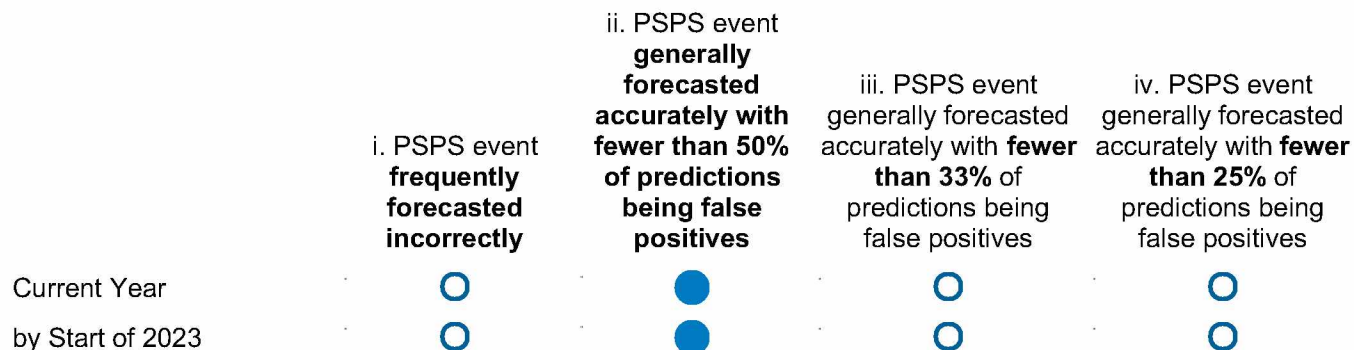 i. PSPS event
frequently
forecasted
incorrectly
ii. PSPS event
generally
forecasted
accurately with
fewer than 50%
of predictions
being false
positives
iii. PSPS event
generally forecasted
accurately with fewer
than 33% of
predictions being
false positives
iv. PSPS event
generally forecasted
accurately with fewer
than 25% of
predictions being
false positives
Current Year
by Start of 2023